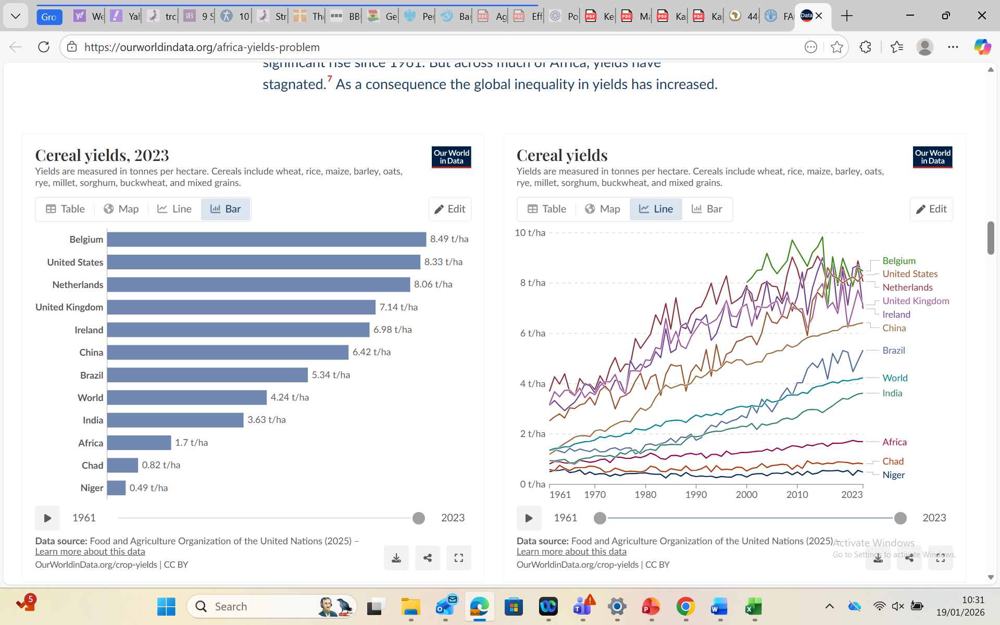 Gro
We
Yal
trc.
9 S
10
Str
Th
BB
Ge
Per
Ba
Ag
Eff
Po
Ke
Ma
Ka
Ka
44
FA
Data
https://ourworldindata.org/africa-yields-problem
significant rise since 1961. But across much of Africa, yields have
stagnated.7 As a consequence the global inequality in yields has increased.
Cereal yields, 2023
Our World
in Data
Yields are measured in tonnes per hectare. Cereals include wheat, rice, maize, barley, oats,
rye, millet, sorghum, buckwheat, and mixed grains.
Table Map Line Bar Edit
Belgium 8.49 t/ha
United States 8.33 t/ha
Netherlands 8.06 t/ha
United Kingdom 7.14 t/ha
Ireland 6.98 t/ha
China 6.42 t/ha
Brazil 5.34 t/ha
World 4.24 t/ha
India 3.63 t/ha
Africa 1.7 t/ha
Chad 0.82 t/ha
Niger 0.49 t/ha
1961 2023
Data source: Food and Agriculture Organization of the United Nations (2025) –
Learn more about this data
OurWorldinData.org/crop-yields | CC BY
Cereal yields
Our World
in Data
Yields are measured in tonnes per hectare. Cereals include wheat, rice, maize, barley, oats,
rye, millet, sorghum, buckwheat, and mixed grains.
Table Map Line Bar Edit
10 t/ha
8 t/ha
6 t/ha
4 t/ha
2 t/ha
0 t/ha
Belgium
United States
Netherlands
United Kingdom
Ireland
China
Brazil
World
India
Africa
Chad
Niger
1961 1970 1980 1990 2000 2010 2023
1961 2023
Data source: Food and Agriculture Organization of the United Nations (2025) –
Learn more about this data
OurWorldinData.org/crop-yields | CC BY
Activate Windows
Go to Settings to activate Windows.
5
Search
10:31
19/01/2026